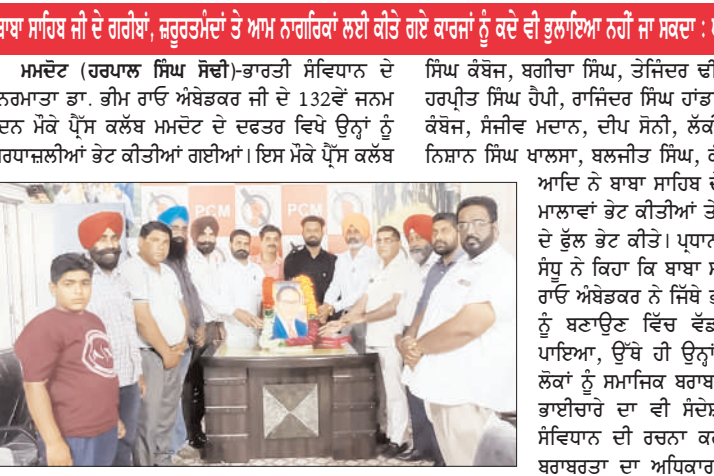 ਬਾਬਾ ਸਾਹਿਬ ਜੀ ਦੇ ਗਰੀਬਾਂ, ਜ਼ਰੂਰਤਮੰਦਾਂ ਤੇ ਆਮ ਨਾਗਰਿਕਾਂ ਲਈ ਕੀਤੇ ਗਏ ਕਾਰਜਾਂ ਨੂੰ ਕਦੇ ਵੀ ਭੁਲਾਇਆ ਨਹੀਂ ਜਾ ਸਕਦਾ :
ਮਮਦੋਟ (ਹਰਪਾਲ ਸਿੰਘ ਸੋਢੀ)-ਭਾਰਤੀ ਸੰਵਿਧਾਨ ਦੇ
ਨਰਮਾਤਾ ਡਾ. ਭੀਮ ਰਾਓ ਅੰਬੇਡਕਰ ਜੀ ਦੇ 132ਵੇਂ ਜਨਮ
ਦਨ ਮੌਕੇ ਪ੍ਰੈੱਸ ਕਲੱਬ ਮਮਦੋਟ ਦੇ ਦਫਤਰ ਵਿਖੇ ਉਨ੍ਹਾਂ ਨੂੰ
ਰਧਾਜ਼ਲੀਆਂ ਭੇਟ ਕੀਤੀਆਂ ਗਈਆਂ। ਇਸ ਮੌਕੇ ਪ੍ਰੈੱਸ ਕਲੱਬ
PCM
PCM
ਸਿੰਘ ਕੰਬੋਜ, ਬਗੀਚਾ ਸਿੰਘ, ਤੇਜਿੰਦਰ
ਹਰਪ੍ਰੀਤ ਸਿੰਘ ਹੈਪੀ, ਰਾਜਿੰਦਰ ਸਿੰਘ ਹਾਂਡਾ
ਕੰਬੋਜ, ਸੰਜੀਵ ਮਦਾਨ, ਦੀਪ ਸੋਨੀ,
ਨਿਸ਼ਾਨ ਸਿੰਘ ਖਾਲਸਾ, ਬਲਜੀਤ ਸਿੰਘ,
ਆਦਿ ਨੇ ਬਾਬਾ ਸਾਹਿਬ
ਮਾਲਾਵਾਂ ਭੇਟ ਕੀਤੀਆਂ ਤੇ
ਦੇ ਫੁੱਲ ਭੇਟ ਕੀਤੇ। ਪ੍ਰਧਾਨ
ਸੰਧੂ ਨੇ ਕਿਹਾ ਕਿ ਬਾਬਾ
ਰਾਓ ਅੰਬੇਡਕਰ ਨੇ ਜਿੱਥੇ
ਨੂੰ ਬਣਾਉਣ ਵਿੱਚ
ਪਾਇਆ, ਉੱਥੇ ਹੀ ਉਨ੍ਹਾਂ
ਲੋਕਾਂ ਨੂੰ ਸਮਾਜਿਕ
ਭਾਈਚਾਰੇ ਦਾ ਵੀ
ਸੰਵਿਧਾਨ ਦੀ ਰਚਨਾ
ਬਰਾਬਰਤਾ ਦਾ ਅਧਿਕਾਰ